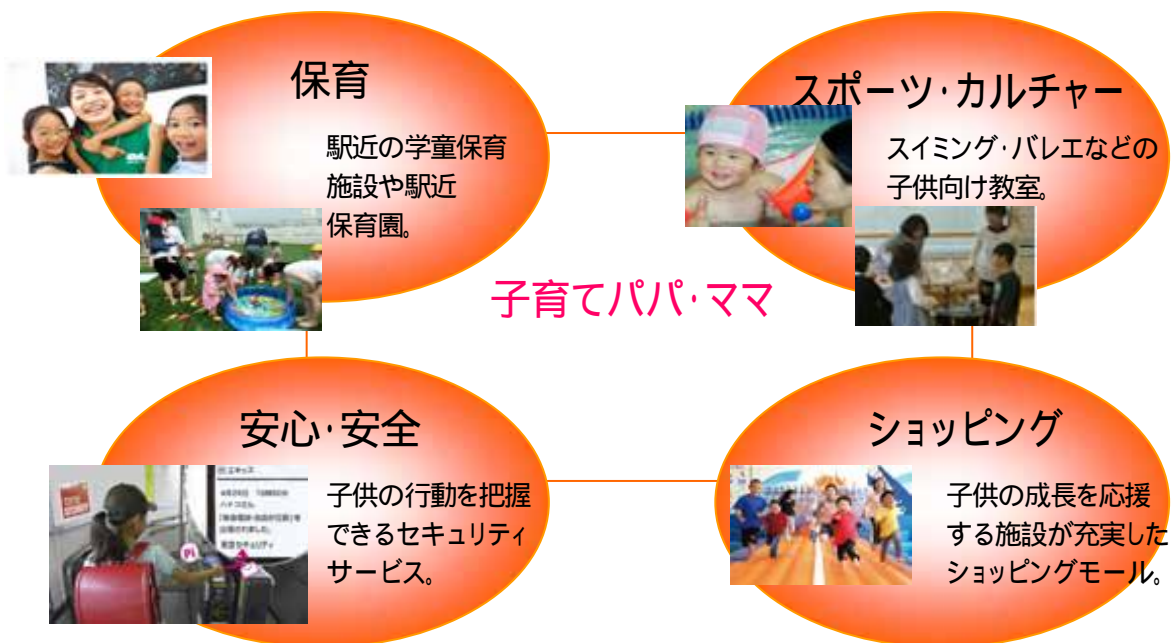 保育
駅近の学童保育
施設や駅近
保育園。
スポーツ・カルチャー
スイミング・バレエなどの
子供向け教室。
子育てパパ・ママ
安心・安全
子供の行動を把握
できるセキュリティ
サービス。
Pi
ショッピング
子供の成長を応援
する施設が充実した
ショッピングモール。